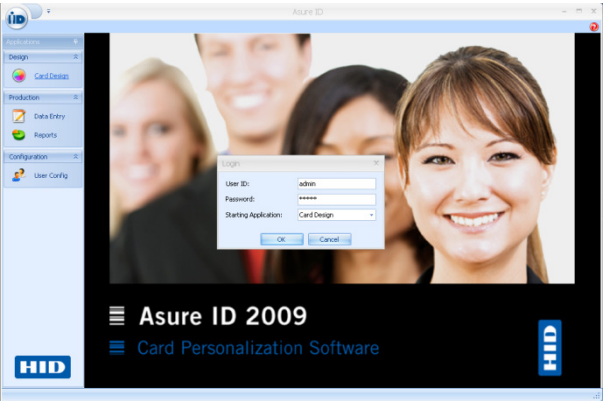 Asure ID
Applications
Design
Card Design
Production
Data Entry
Reports
Configuration
User Config
Login
User ID: admin
Password: *****
Starting Application: Card Design
OK Cancel
Asure ID 2009
Card Personalization Software
HID
HID